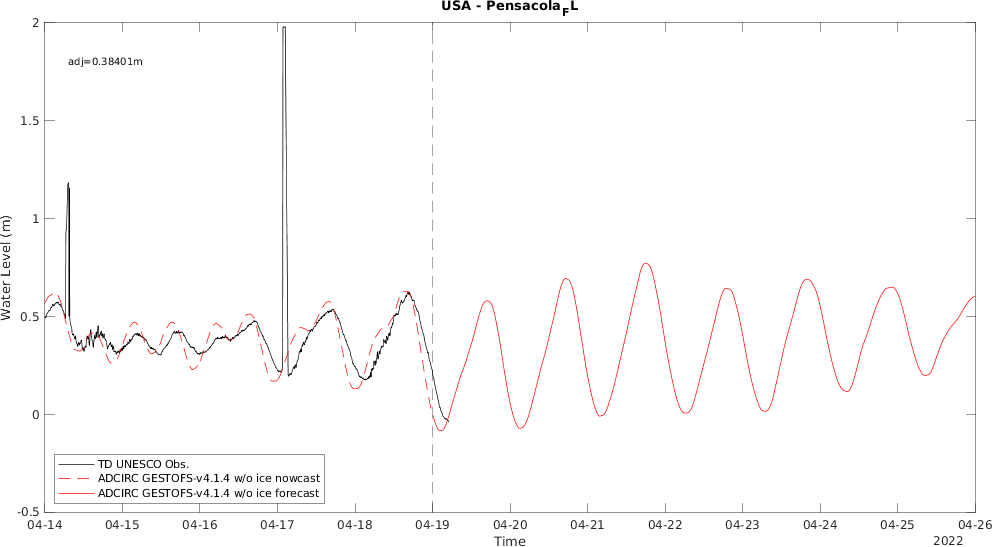 USA - Pensacola_FL
2
adj=0.38401m
1.5
1
0.5
0
-0.5
Water Level (m)
TD UNESCO Obs.
ADCIRC GESTOFS-v4.1.4 w/o ice nowcast
ADCIRC GESTOFS-v4.1.4 w/o ice forecast
04-14 04-15 04-16 04-17 04-18 04-19 04-20 04-21 04-22 04-23 04-24 04-25 04-26
Time
2022